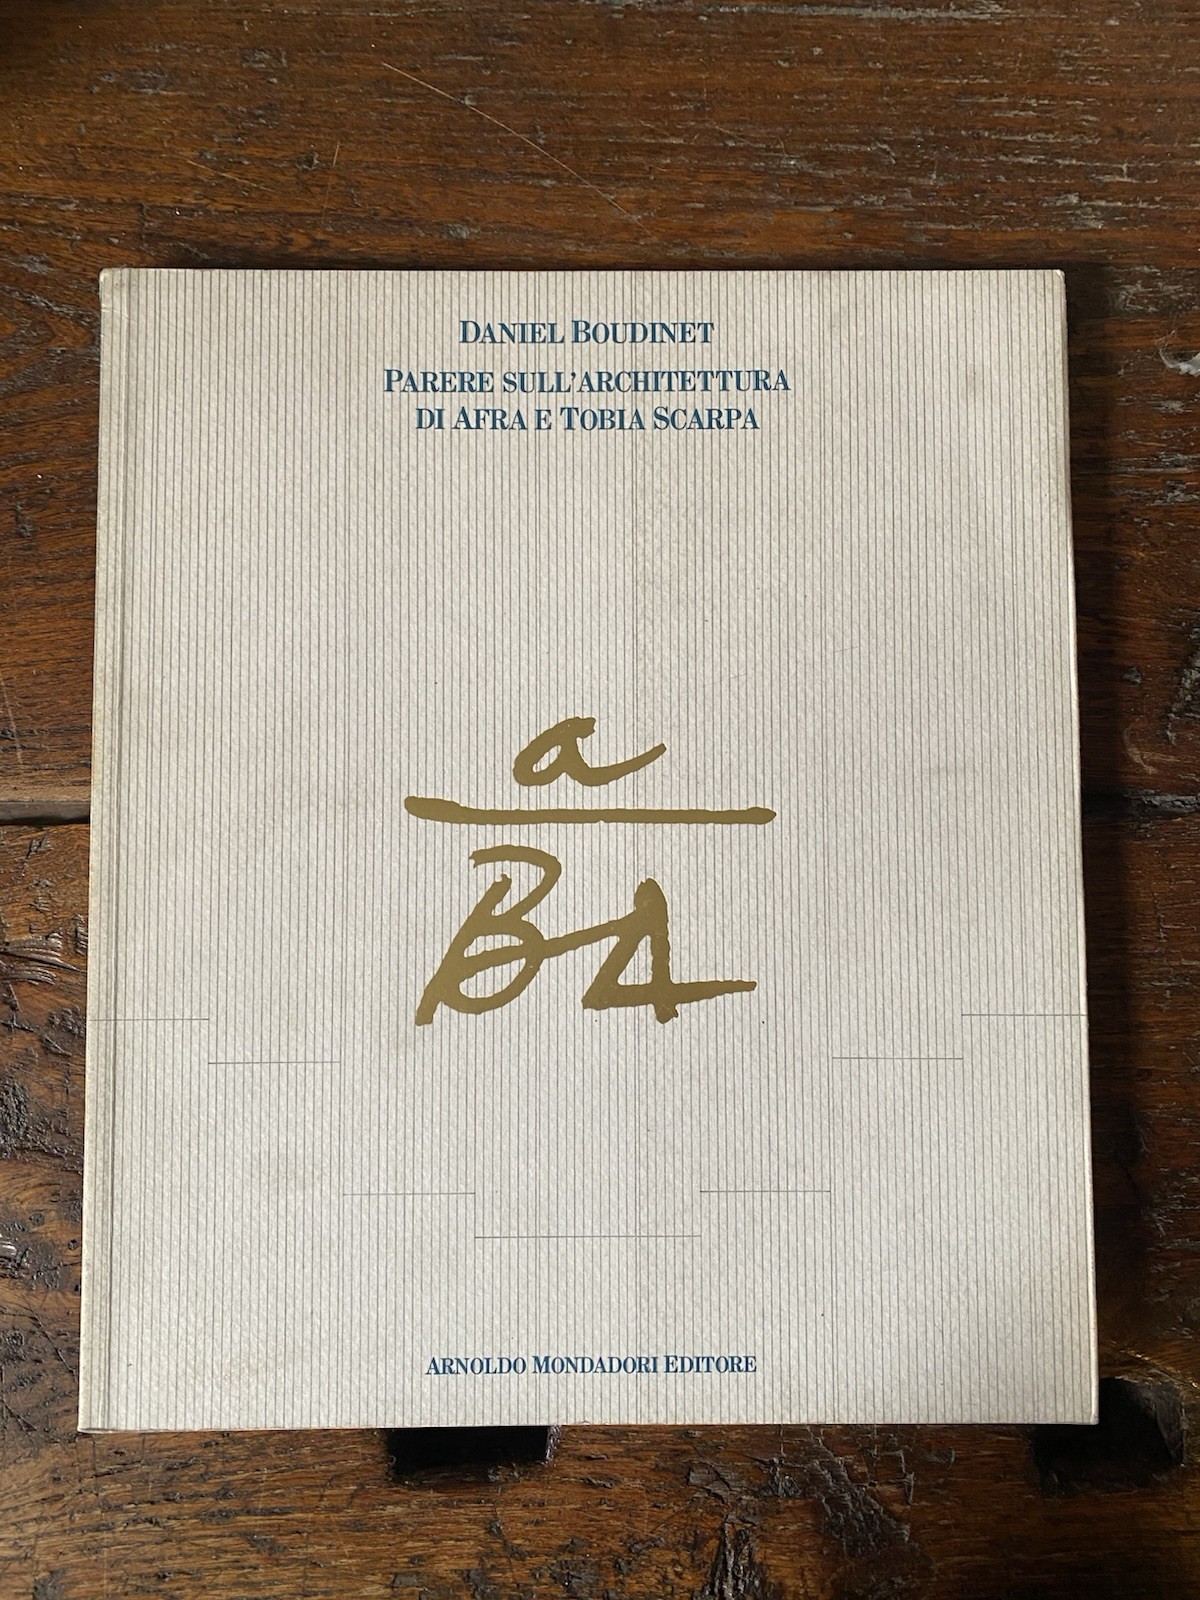 DANIEL BOUDINET
PARERE SULL'ARCHITETTURA
DI AFRA E TOBIA SCARPA
a
BA
ARNOLDO MONDADORI EDITORE